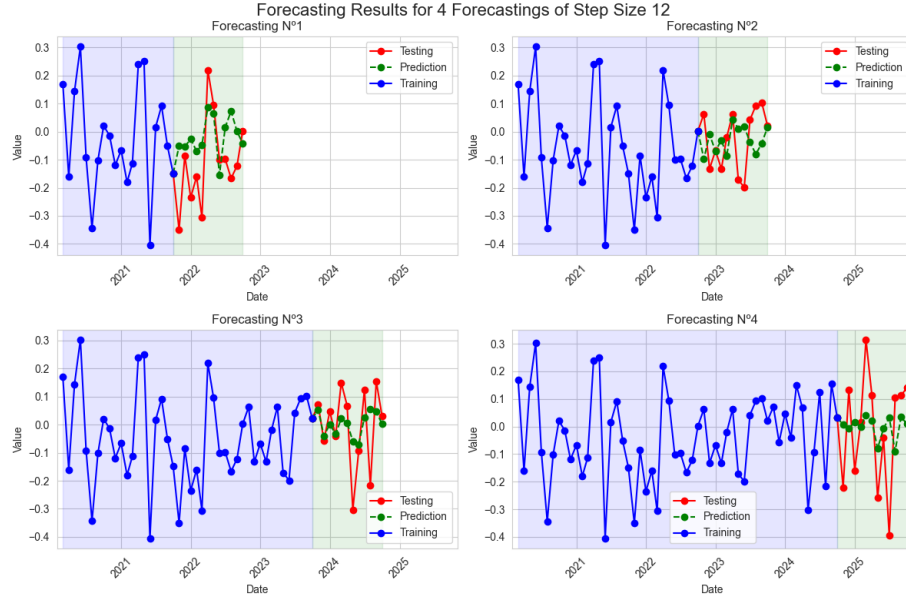 Forecasting Results for 4 Forecastings of Step Size 12
Forecasting Nº1
0.3
0.2
0.1
0.0
−0.1
−0.2
−0.3
−0.4
Value
Testing
Prediction
Training
2021
2022
2023
2024
2025
Date
Forecasting Nº2
0.3
0.2
0.1
0.0
−0.1
−0.2
−0.3
−0.4
Value
Testing
Prediction
Training
2021
2022
2023
2024
2025
Date
Forecasting Nº3
0.3
0.2
0.1
0.0
−0.1
−0.2
−0.3
−0.4
Value
Testing
Prediction
Training
2021
2022
2023
2024
2025
Date
Forecasting Nº4
0.3
0.2
0.1
0.0
−0.1
−0.2
−0.3
−0.4
Value
Testing
Prediction
Training
2021
2022
2023
2024
2025
Date